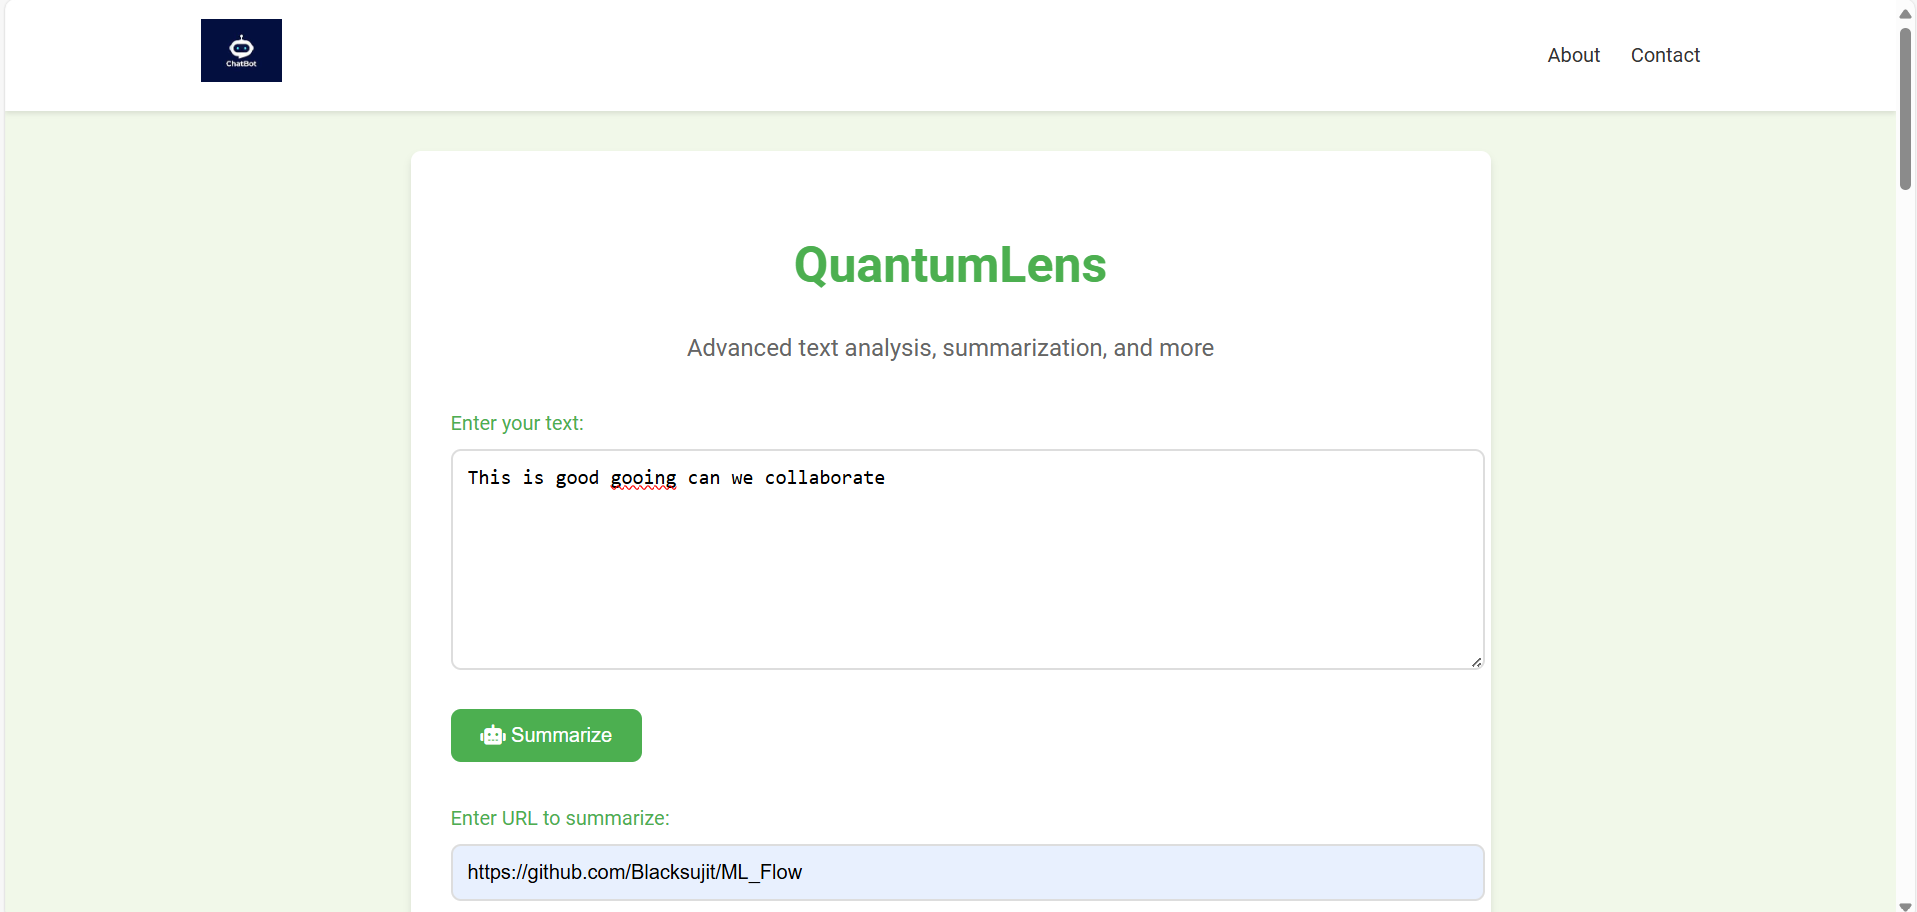 ChatBot
About Contact
QuantumLens
Advanced text analysis, summarization, and more
Enter your text:
This is good gooing can we collaborate
Summarize
Enter URL to summarize:
https://github.com/Blacksujit/ML_Flow